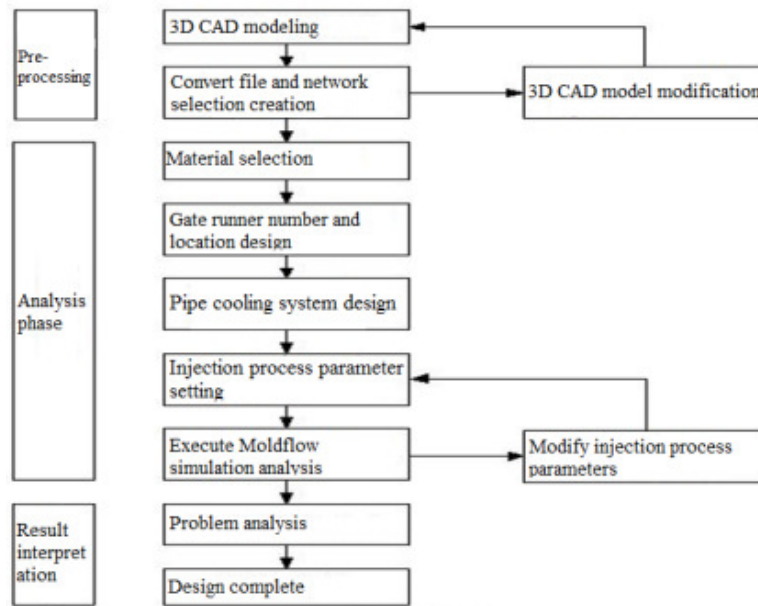 Pre-
processing
3D CAD modeling
Convert file and network
selection creation
3D CAD model modification
Analysis
phase
Material selection
Gate runner number and
location design
Pipe cooling system design
Injection process parameter
setting
Execute Moldflow
simulation analysis
Modify injection process
parameters
Result
interpret
ation
Problem analysis
Design complete